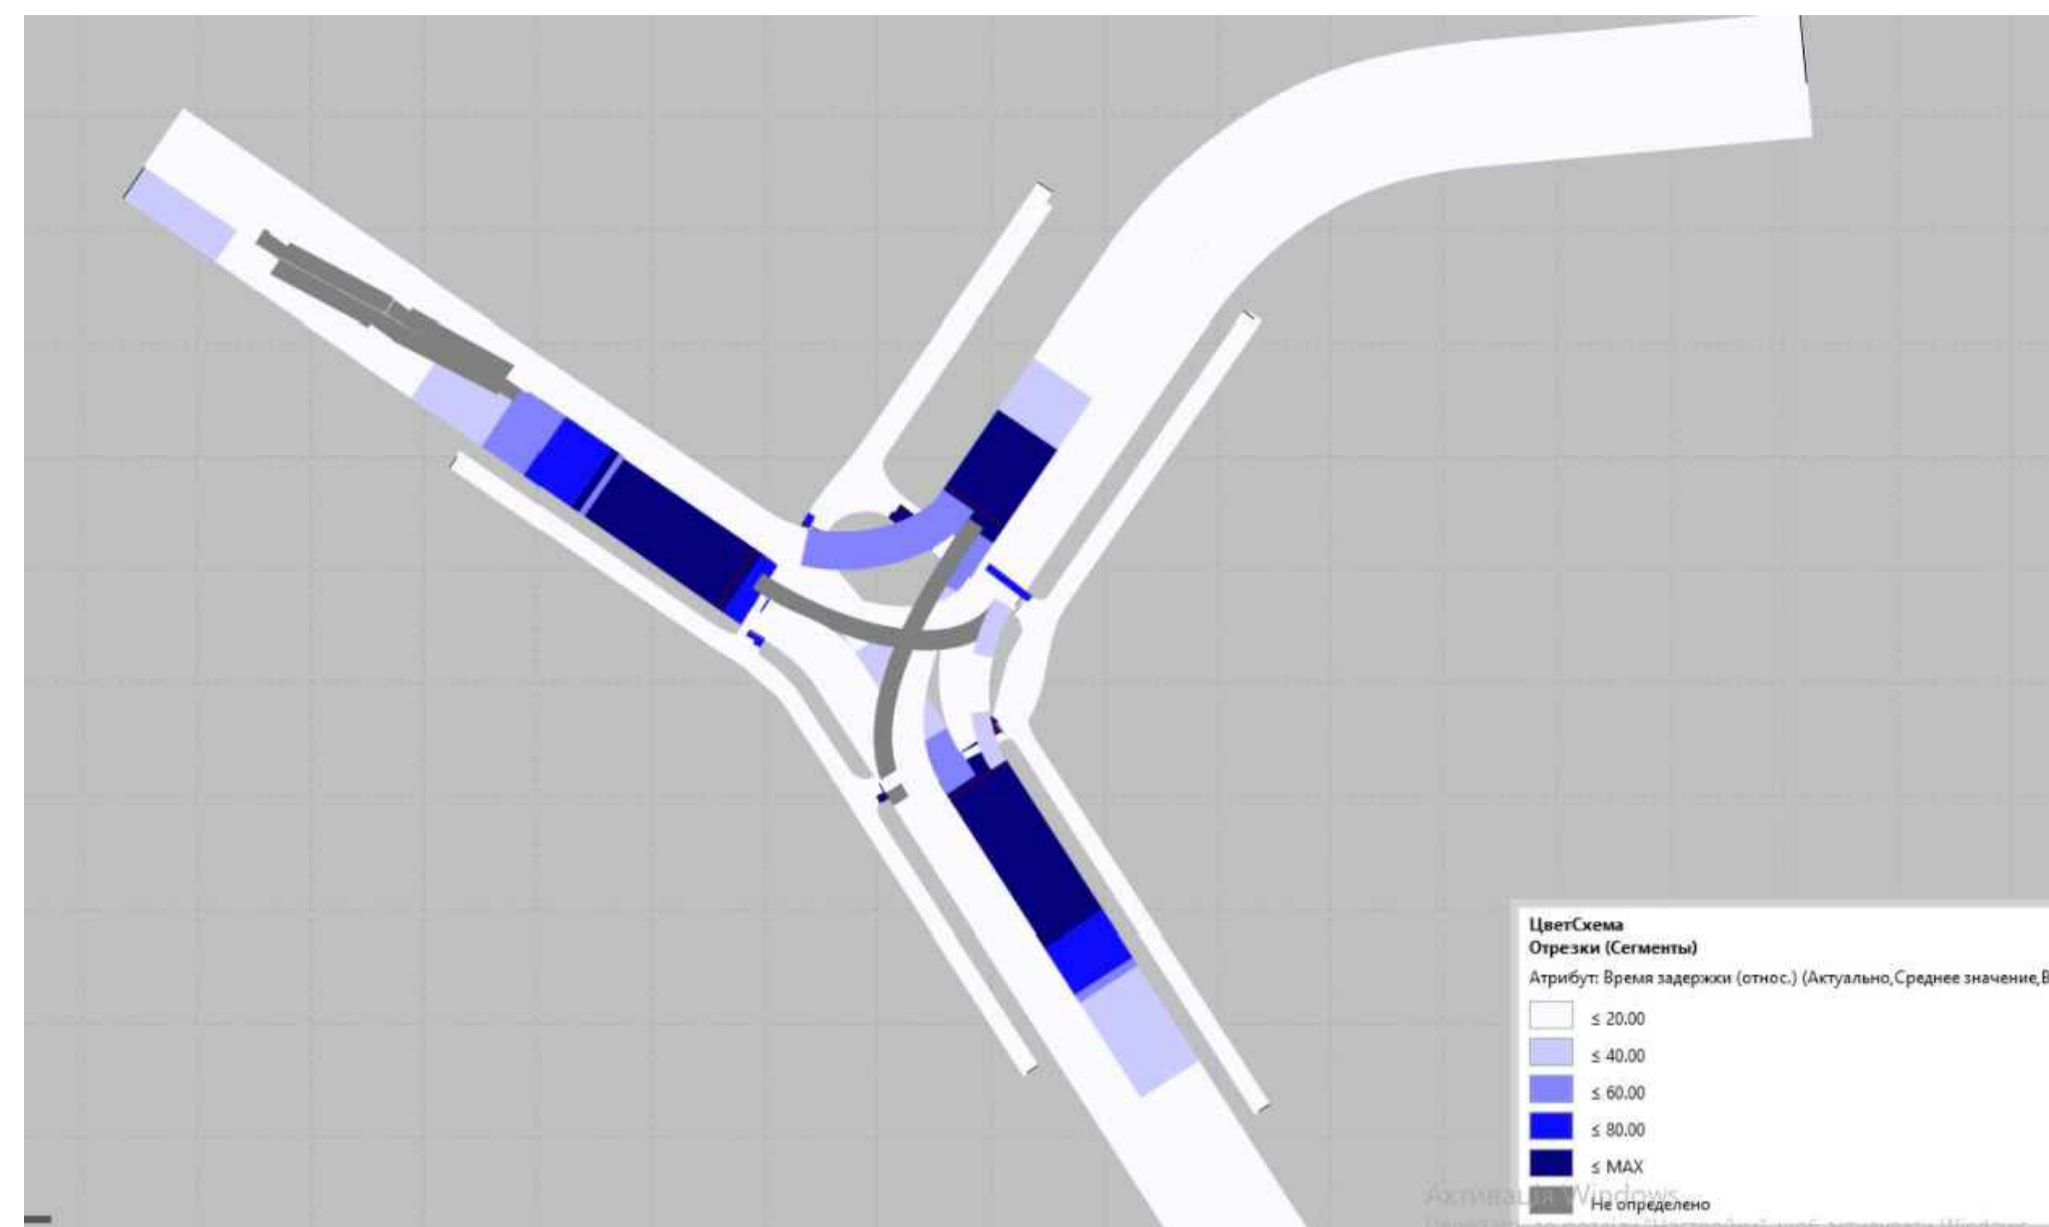 ЦветСхема
Отрезки (Сегменты)
Атрибут: Время задержки (относ.) (Актуально,Среднее значение,В
≤ 20.00
≤ 40.00
≤ 60.00
≤ 80.00
≤ MAX
Активація Windows
Не определено